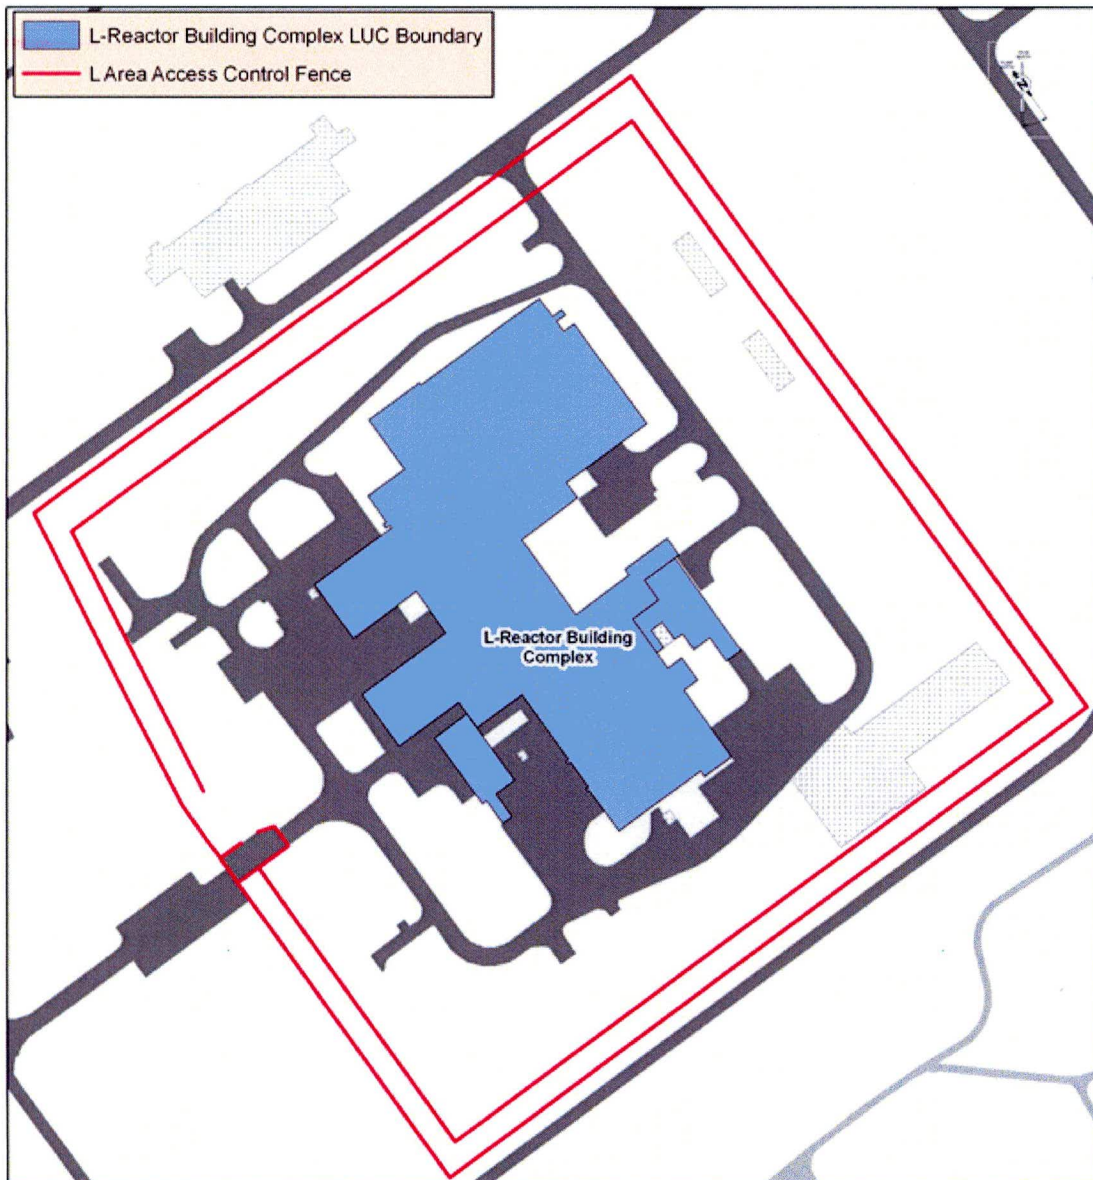 L-Reactor Building Complex LUC Boundary
L Area Access Control Fence
L-Reactor Building
Complex